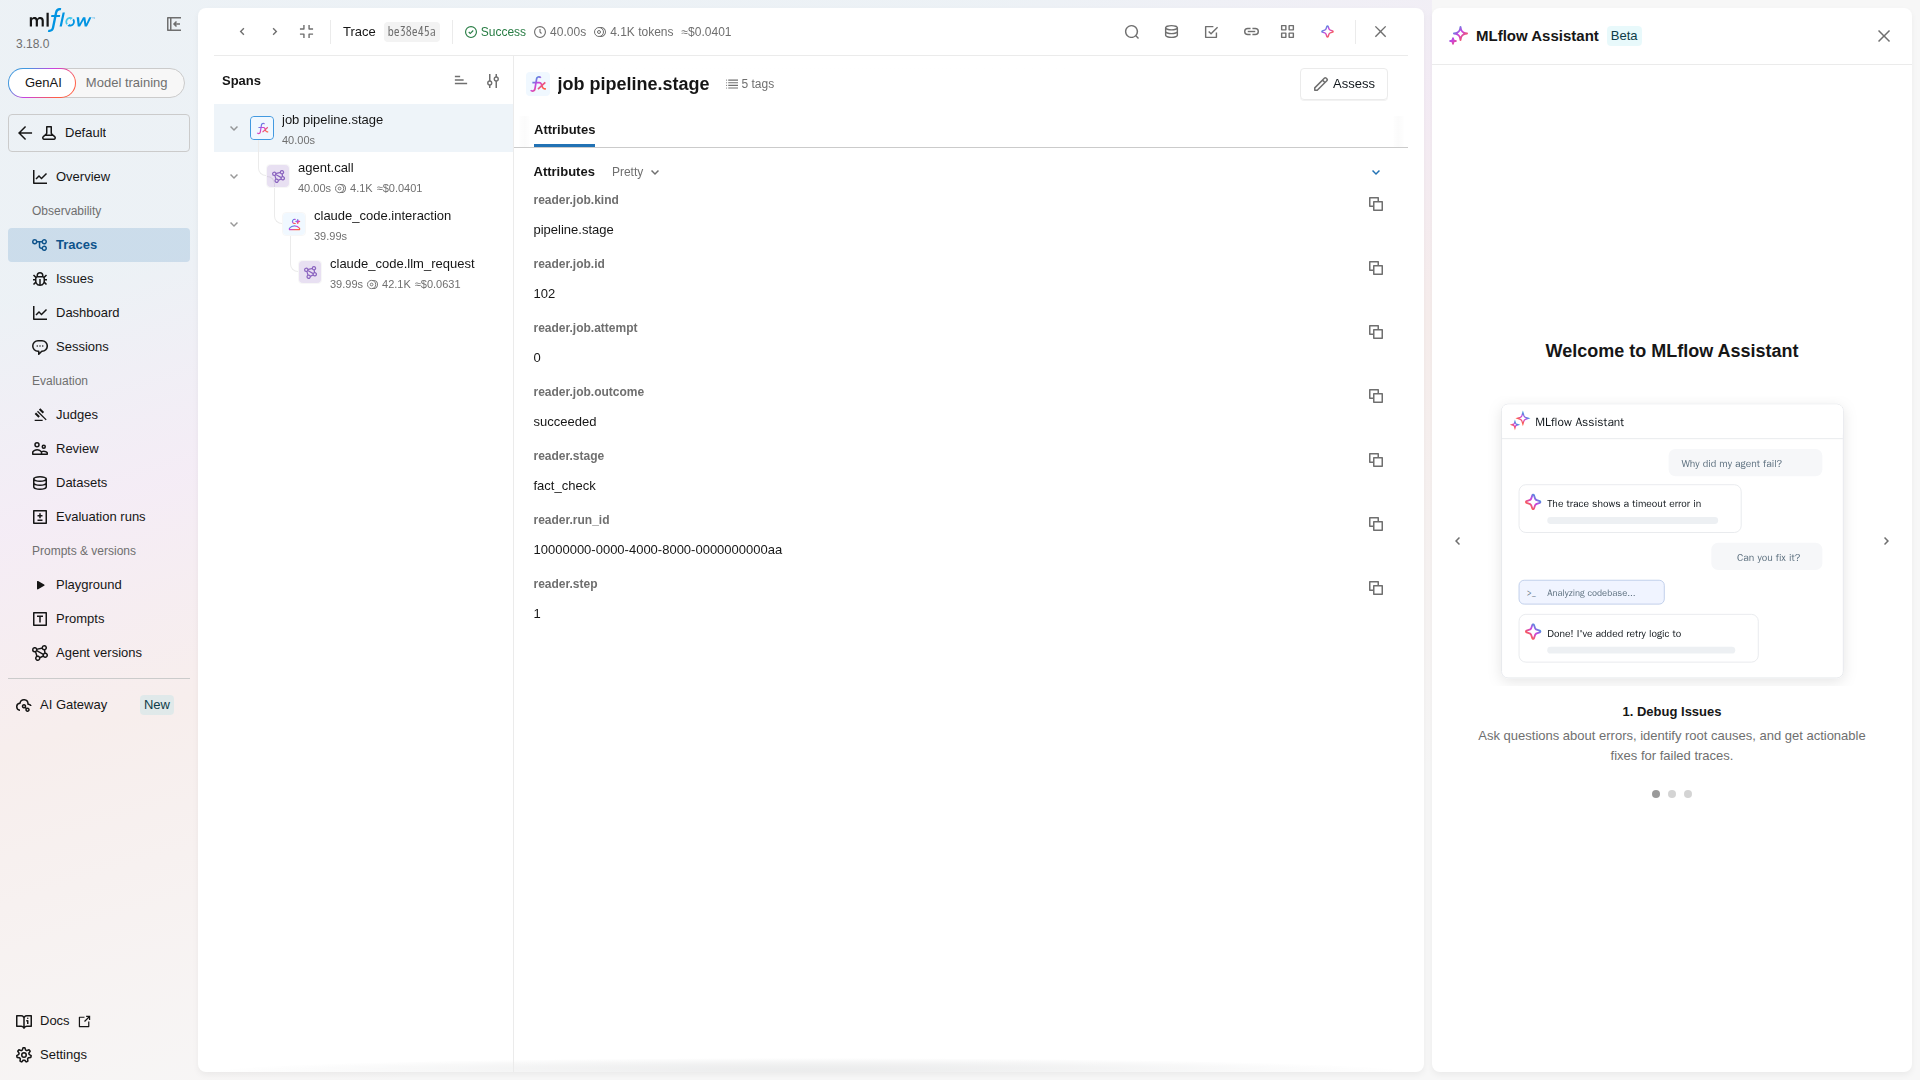 mlflow
3.18.0
GenAI
Model training
Default
Overview
Observability
Traces
Issues
Dashboard
Sessions
Evaluation
Judges
Review
Datasets
Evaluation runs
Prompts & versions
Playground
Prompts
Agent versions
AI Gateway New
Docs
Settings
Trace be38e45a Success 40.00s 4.1K tokens ≈$0.0401
Spans
job pipeline.stage
40.00s
agent.call
40.00s 4.1K ≈$0.0401
claude_code.interaction
39.99s
claude_code.llm_request
39.99s 42.1K ≈$0.0631
job pipeline.stage 5 tags
Assess
Attributes
Attributes Pretty
reader.job.kind
pipeline.stage
reader.job.id
102
reader.job.attempt
0
reader.job.outcome
succeeded
reader.stage
fact_check
reader.run_id
10000000-0000-4000-8000-0000000000aa
reader.step
1
MLflow Assistant Beta
Welcome to MLflow Assistant
MLflow Assistant
Why did my agent fail?
The trace shows a timeout error in
Can you fix it?
>_ Analyzing codebase...
Done! I've added retry logic to
1. Debug Issues
Ask questions about errors, identify root causes, and get actionable
fixes for failed traces.